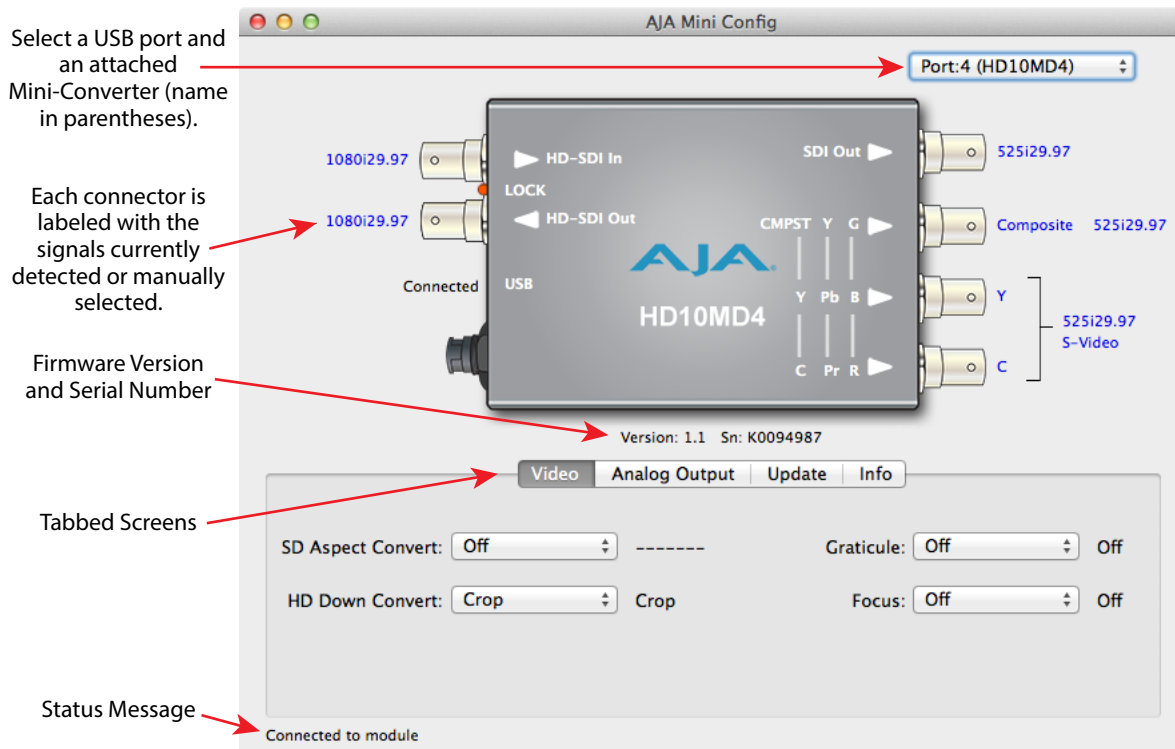 AJA Mini Config
Select a USB port and
an attached
Mini-Converter (name
in parentheses).
Port:4 (HD10MD4)
1080i29.97
HD-SDI In
SDI Out
525i29.97
LOCK
Each connector is
labeled with the
signals currently
detected or manually
selected.
1080i29.97
HD-SDI Out
CMPST Y G
Composite 525i29.97
AJA
Connected
USB
Y Pb B
Y
HD10MD4
525i29.97
S-Video
C Pr R
C
Firmware Version
and Serial Number
Version: 1.1 Sn: K0094987
Tabbed Screens
Video
Analog Output
Update
Info
SD Aspect Convert: Off -------
Graticule: Off Off
HD Down Convert: Crop Crop
Focus: Off Off
Status Message
Connected to module